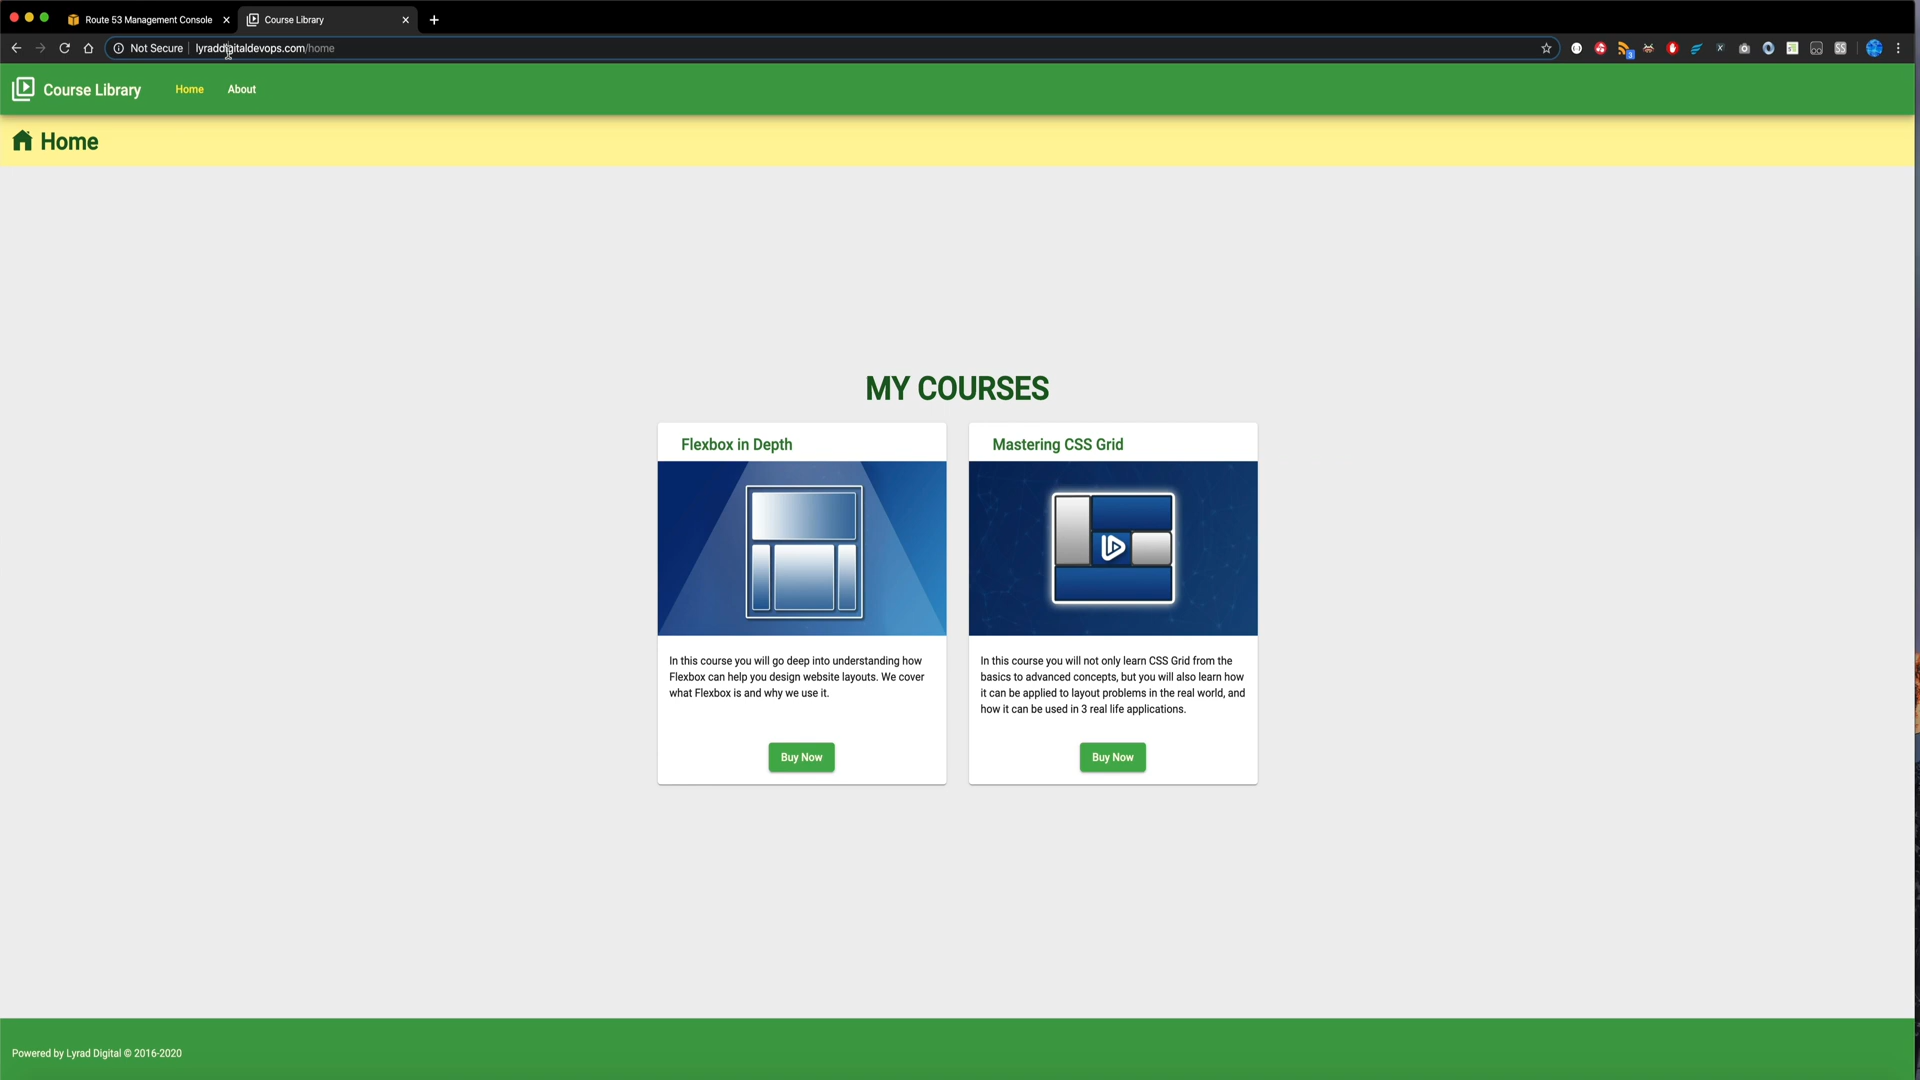 Route 53 Management Console
Course Library
Not Secure
lyraddigitaldevops.com/home
Course Library
Home
About
Home
MY COURSES
Flexbox in Depth
In this course you will go deep into understanding how
Flexbox can help you design website layouts. We cover
what Flexbox is and why we use it.
Buy Now
Mastering CSS Grid
In this course you will not only learn CSS Grid from the
basics to advanced concepts, but you will also learn how
it can be applied to layout problems in the real world, and
how it can be used in 3 real life applications.
Buy Now
Powered by Lyrad Digital © 2016-2020